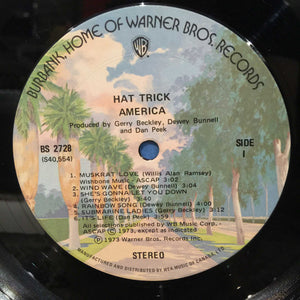 BURBANK, HOME OF WARNER BROS. RECORDS
WB
HAT TRICK
AMERICA
Produced by Gerry Beckley, Dewey Bunnell
and Dan Peek
BS 2728
(S40,554)
SIDE
1
1. MUSKRAT LOVE (Willis Alan Ramsey)
Wishbone Music - ASCAP 3:02
2. WIND WAVE (Dewey Bunnell) 3:04
3. SHE'S GONNA LET YOU DOWN
(Gerry Beckley) 3:40
4. RAINBOW SONG (Dewey Bunnell) 4:00
5. SUBMARINE LADIES (Gerry Beckley) 3:12
6. IT'S LIFE (Dan Peek) 3:39
All selections published by WB Music Corp. -
ASCAP ⓒ 1973, except as indicated
ⓟ 1973 Warner Bros. Records Inc.
STEREO
MANUFACTURED AND DISTRIBUTED BY WEA MUSIC OF CANADA, LTD.